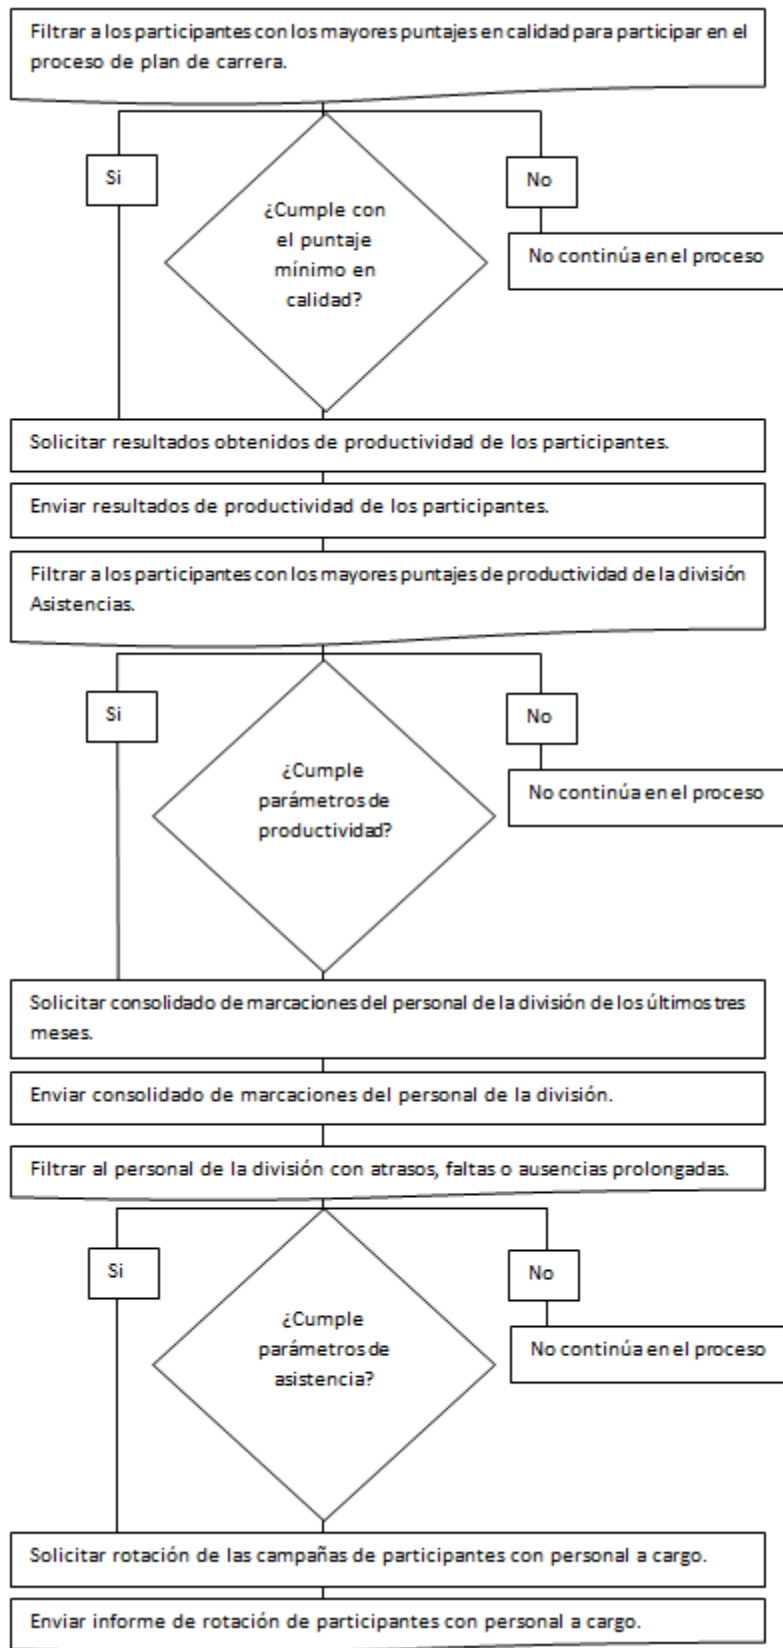 Filtrar a los participantes con los mayores puntajes en calidad para participar en el
proceso de plan de carrera.
Si
No
¿Cumple con
el puntaje
mínimo en
calidad?
No continúa en el proceso
Solicitar resultados obtenidos de productividad de los participantes.
Enviar resultados de productividad de los participantes.
Filtrar a los participantes con los mayores puntajes de productividad de la división
Asistencias.
Si
No
¿Cumple
parámetros de
productividad?
No continúa en el proceso
Solicitar consolidado de marcaciones del personal de la división de los últimos tres
meses.
Enviar consolidado de marcaciones del personal de la división.
Filtrar al personal de la división con atrasos, faltas o ausencias prolongadas.
Si
No
¿Cumple
parámetros de
asistencia?
No continúa en el proceso
Solicitar rotación de las campañas de participantes con personal a cargo.
Enviar informe de rotación de participantes con personal a cargo.